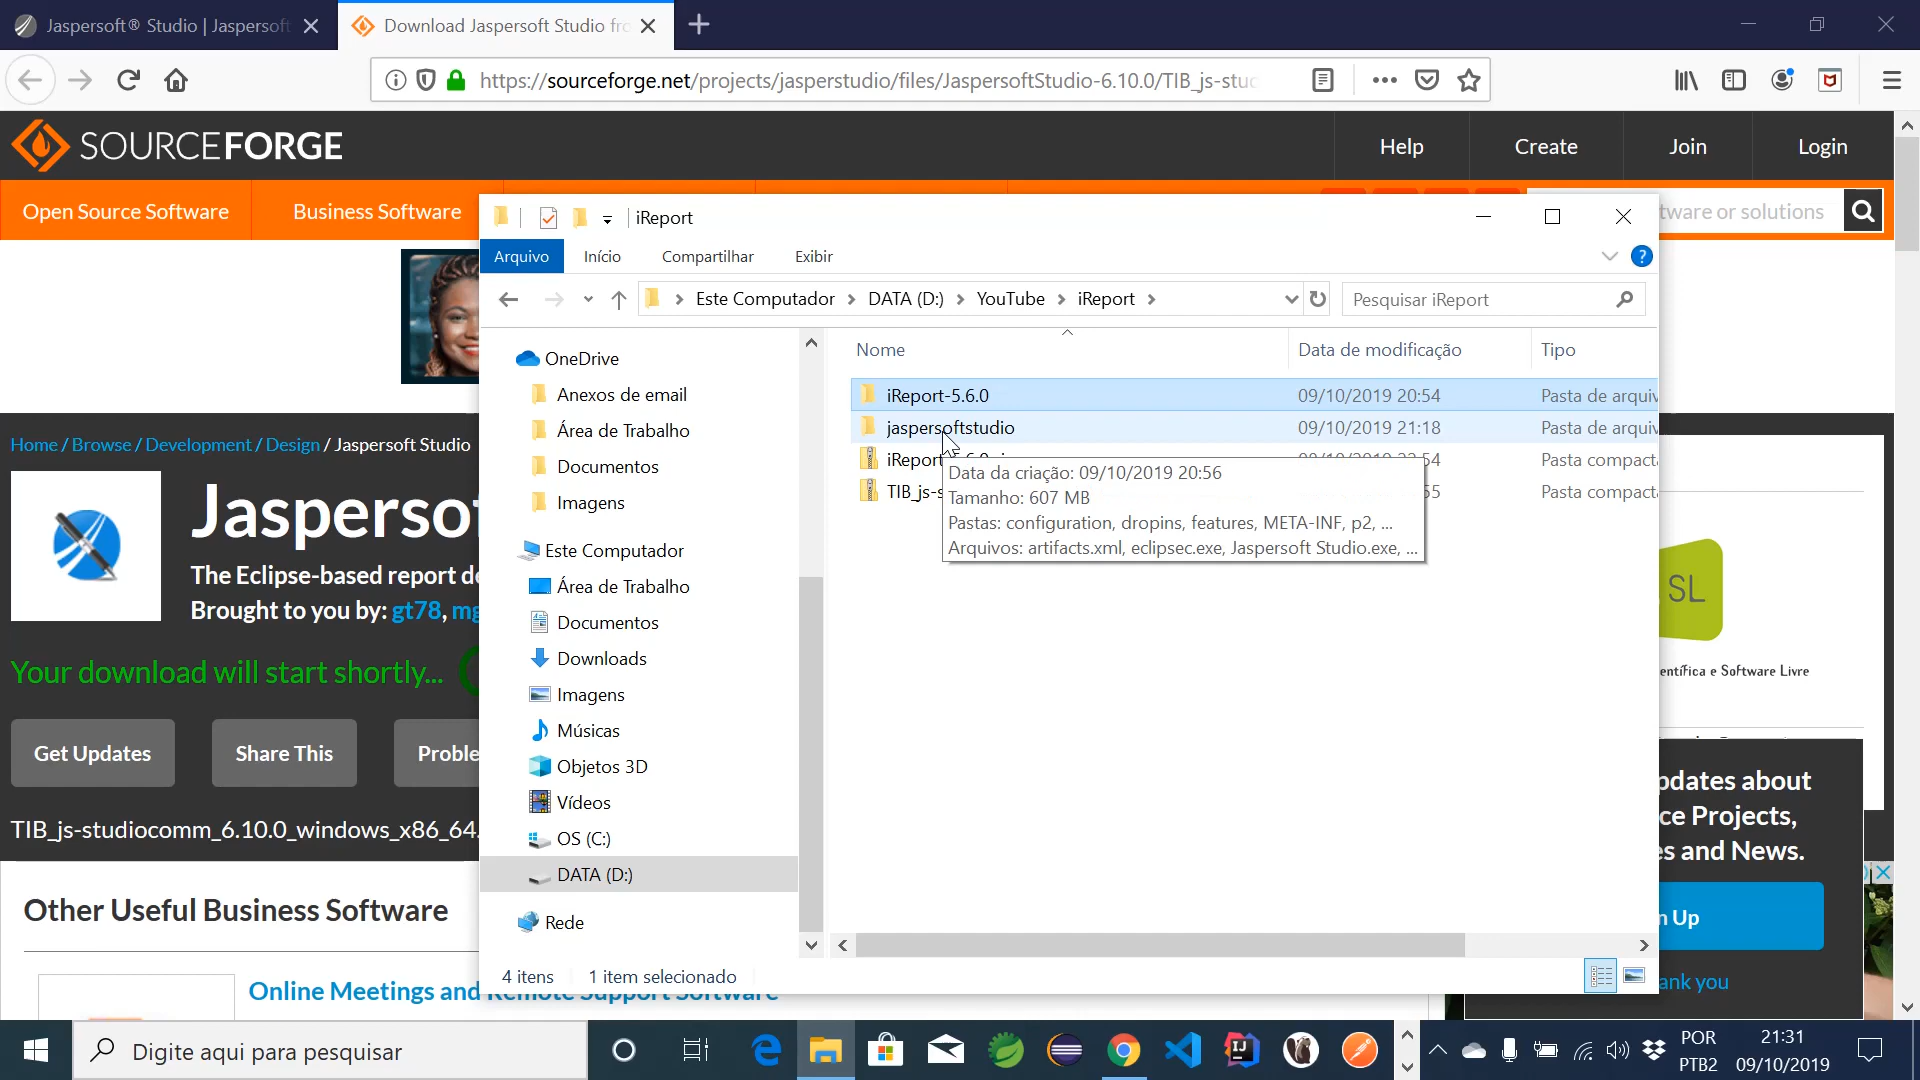 Jaspersoft® Studio | Jaspersoft
Download Jaspersoft Studio fro
https://sourceforge.net/projects/jasperstudio/files/JaspersoftStudio-6.10.0/TIB_js-stud
SOURCEFORGE
Help
Create
Join
Login
Open Source Software
Business Software
tware or solutions
iReport
Arquivo
Início
Compartilhar
Exibir
Este Computador
DATA (D:)
YouTube
iReport
Pesquisar iReport
Nome
Data de modificação
Tipo
OneDrive
Anexos de email
Área de Trabalho
Documentos
Imagens
Este Computador
Área de Trabalho
Documentos
Downloads
Imagens
Músicas
Objetos 3D
Vídeos
OS (C:)
DATA (D:)
Rede
iReport-5.6.0
09/10/2019 20:54
Pasta de arquiv
jaspersoftstudio
09/10/2019 21:18
Pasta de arquiv
iReport
Pasta compact
TIB_js-s
Pasta compact
Data da criação: 09/10/2019 20:56
Tamanho: 607 MB
Pastas: configuration, dropins, features, META-INF, p2, ...
Arquivos: artifacts.xml, eclipsec.exe, Jaspersoft Studio.exe, ...
4 itens
1 item selecionado
Home / Browse / Development / Design / Jaspersoft Studio
Jasperso
The Eclipse-based report de
Brought to you by: gt78, mg
Your download will start shortly...
Get Updates
Share This
Proble
TIB_js-studiocomm_6.10.0_windows_x86_64.
Other Useful Business Software
Online Meetings and Remote Support Software
SL
entífica e Software Livre
pdates about
ce Projects,
es and News.
n Up
ank you
Digite aqui para pesquisar
POR
PTB2
21:31
09/10/2019